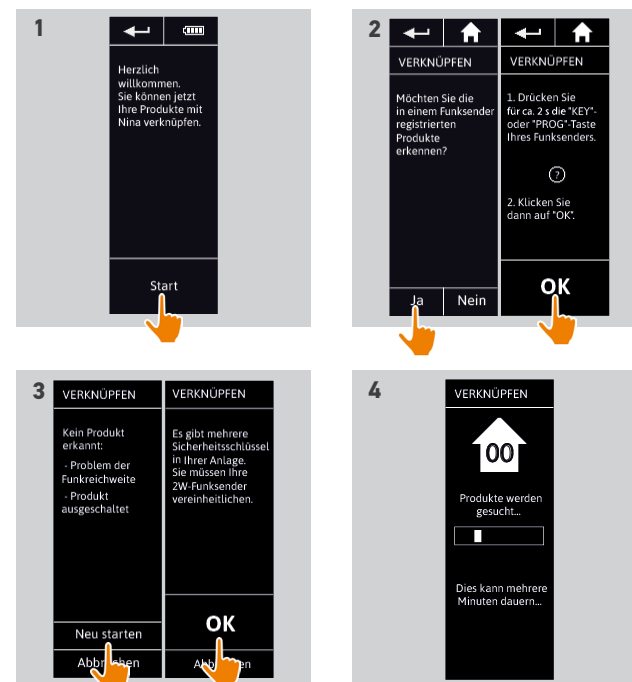 1
Herzlich
willkommen.
Sie können jetzt
Ihre Produkte mit
Nina verknüpfen.
Start
2
VERKNÜPFEN
Möchten Sie die
in einem Funksender
registrierten
Produkte
erkennen?
Ja
Nein
VERKNÜPFEN
1. Drücken Sie
für ca. 2 s die "KEY"-
oder "PROG"-Taste
Ihres Funksenders.
?
2. Klicken Sie
dann auf "OK".
OK
3
VERKNÜPFEN
Kein Produkt
erkannt:
- Problem der
Funkreichweite
- Produkt
ausgeschaltet
Neu starten
VERKNÜPFEN
Es gibt mehrere
Sicherheitsschlüssel
in Ihrer Anlage.
Sie müssen Ihre
2W-Funksender
vereinheitlichen.
OK
4
VERKNÜPFEN
00
Produkte werden
gesucht...
Dies kann mehrere
Minuten dauern...